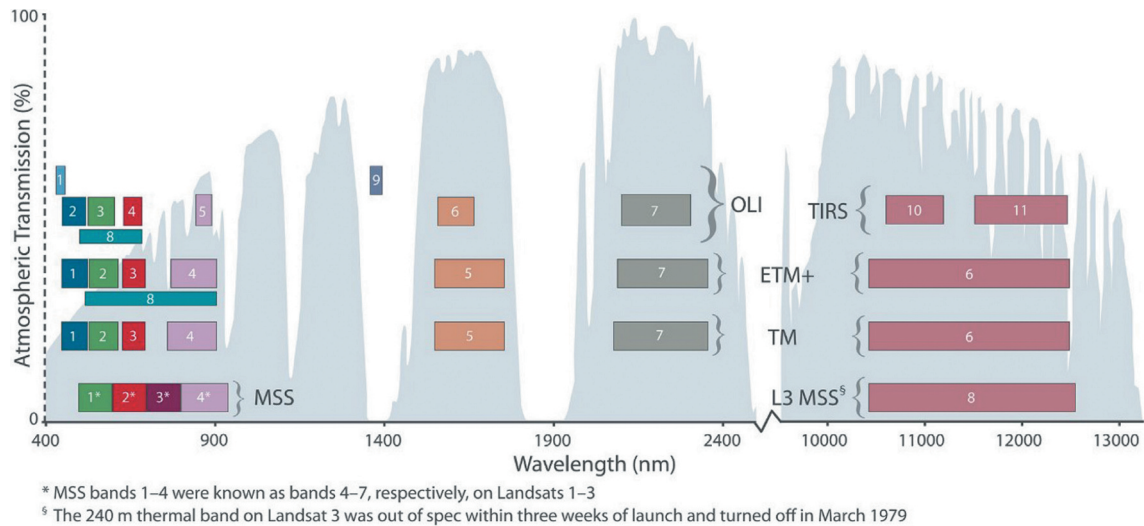 100
Atmospheric Transmission (%)
0
1
9
2 3 4 5 6 7 OLI TIRS 10 11
8
1 2 3 4 5 7 ETM+ 6
8
1 2 3 4 5 7 TM 6
1* 2* 3* 4* MSS L3 MSS§ 8
400 900 1400 1900 2400 10000 11000 12000 13000
Wavelength (nm)
* MSS bands 1–4 were known as bands 4–7, respectively, on Landsats 1–3
§ The 240 m thermal band on Landsat 3 was out of spec within three weeks of launch and turned off in March 1979